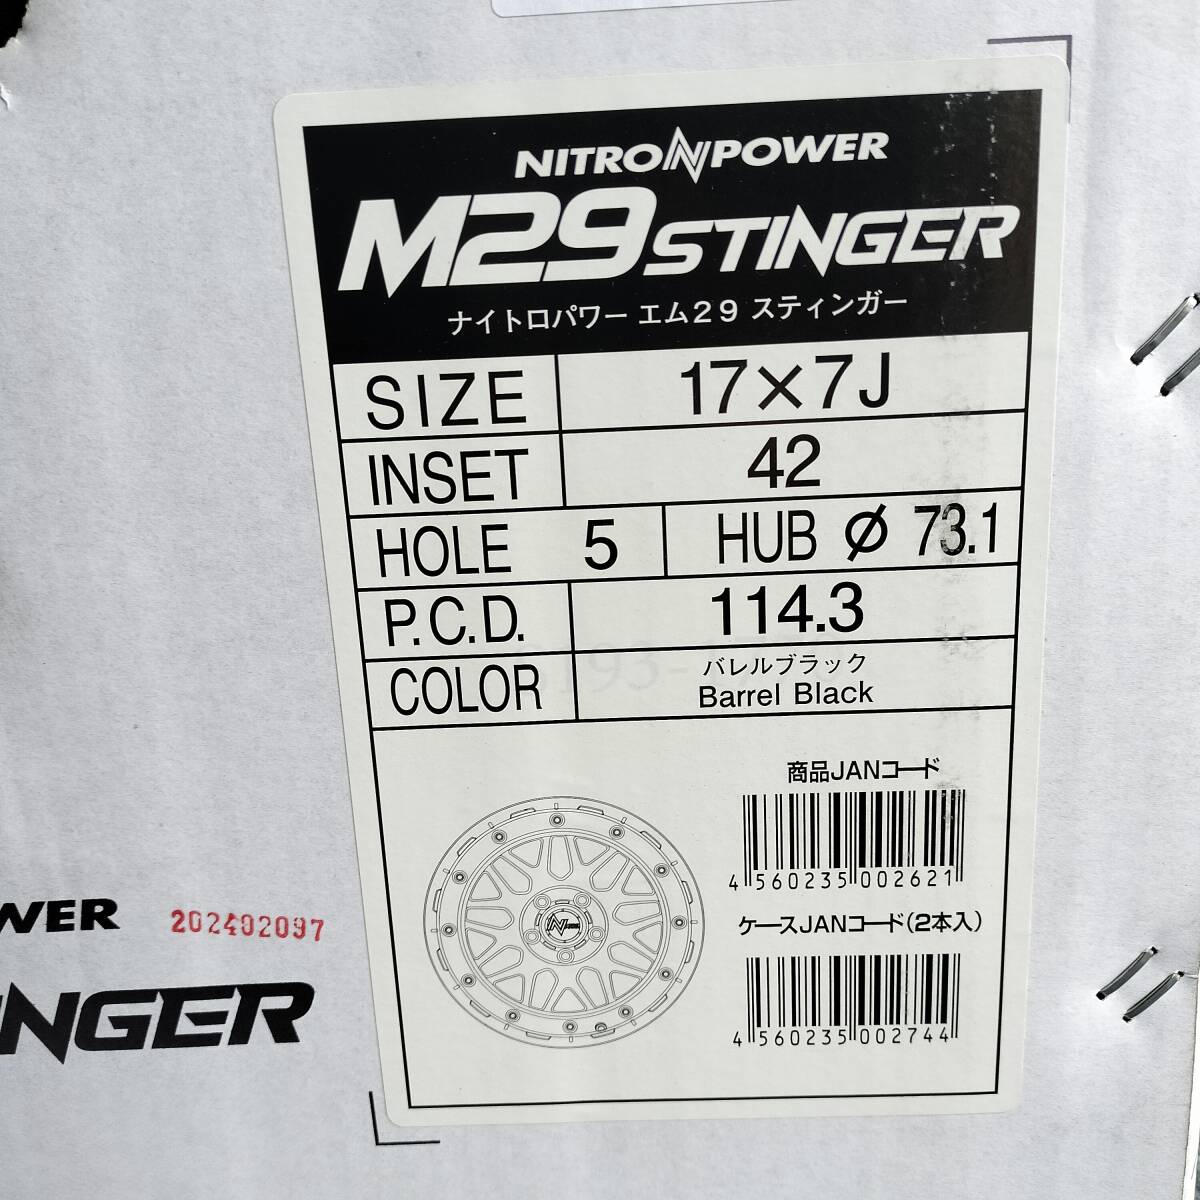 NITRO N POWER
M29 STINGER
ナイトロパワー エム29 スティンガー
SIZE 17×7J
INSET 42
HOLE 5 HUB Ø 73.1
P.C.D. 114.3
COLOR バレルブラック
Barrel Black
商品JANコード
4 560235 002621
ケースJANコード(2本入)
4 560235 002744
WER 202402097
NGER